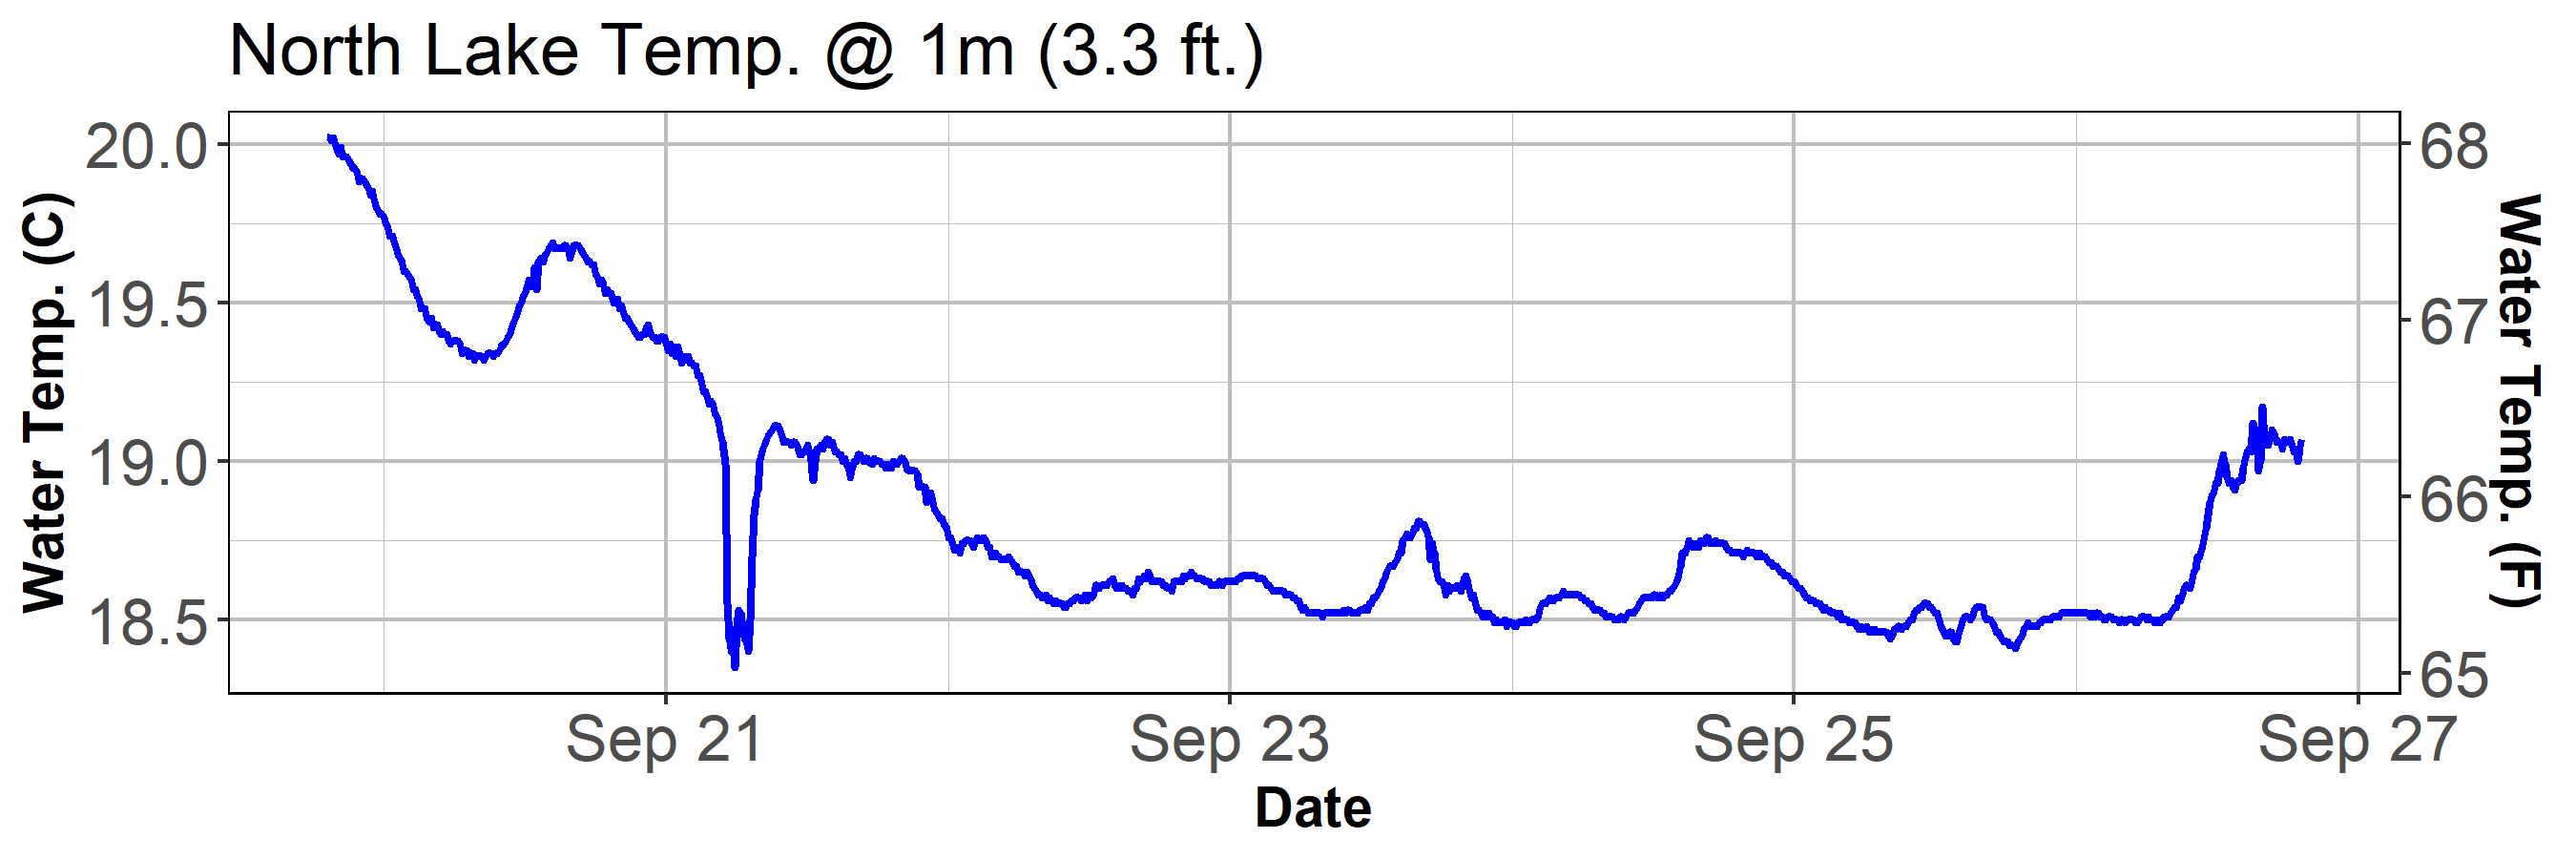 North Lake Temp. @ 1m (3.3 ft.)
Water Temp. (C)
20.0
19.5
19.0
18.5
68
67
66
65
Water Temp. (F)
Sep 21 Sep 23 Sep 25 Sep 27
Date